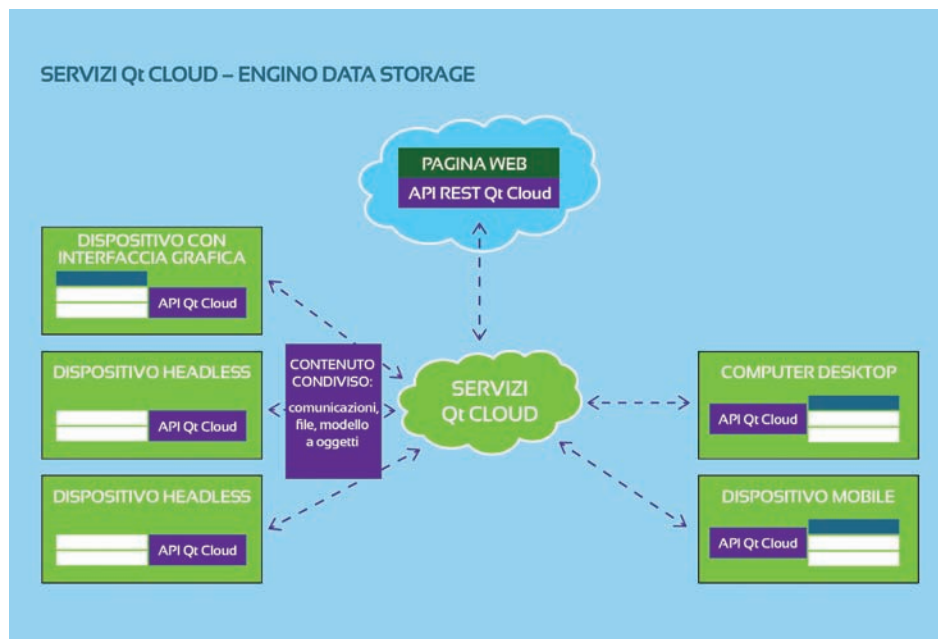 SERVIZI Qt CLOUD – ENGINO DATA STORAGE
PAGINA WEB
API REST Qt Cloud
DISPOSITIVO CON
INTERFACCIA GRAFICA
API Qt Cloud
DISPOSITIVO HEADLESS
API Qt Cloud
DISPOSITIVO HEADLESS
API Qt Cloud
CONTENUTO
CONDIVISO:
comunicazioni,
file, modello
a oggetti
SERVIZI
Qt CLOUD
COMPUTER DESKTOP
API Qt Cloud
DISPOSITIVO MOBILE
API Qt Cloud